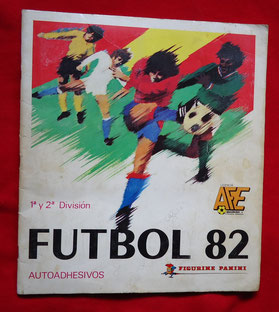 1ª y 2ª División
AFE
FUTBOL 82
AUTOADHESIVOS
FIGURINE PANINI